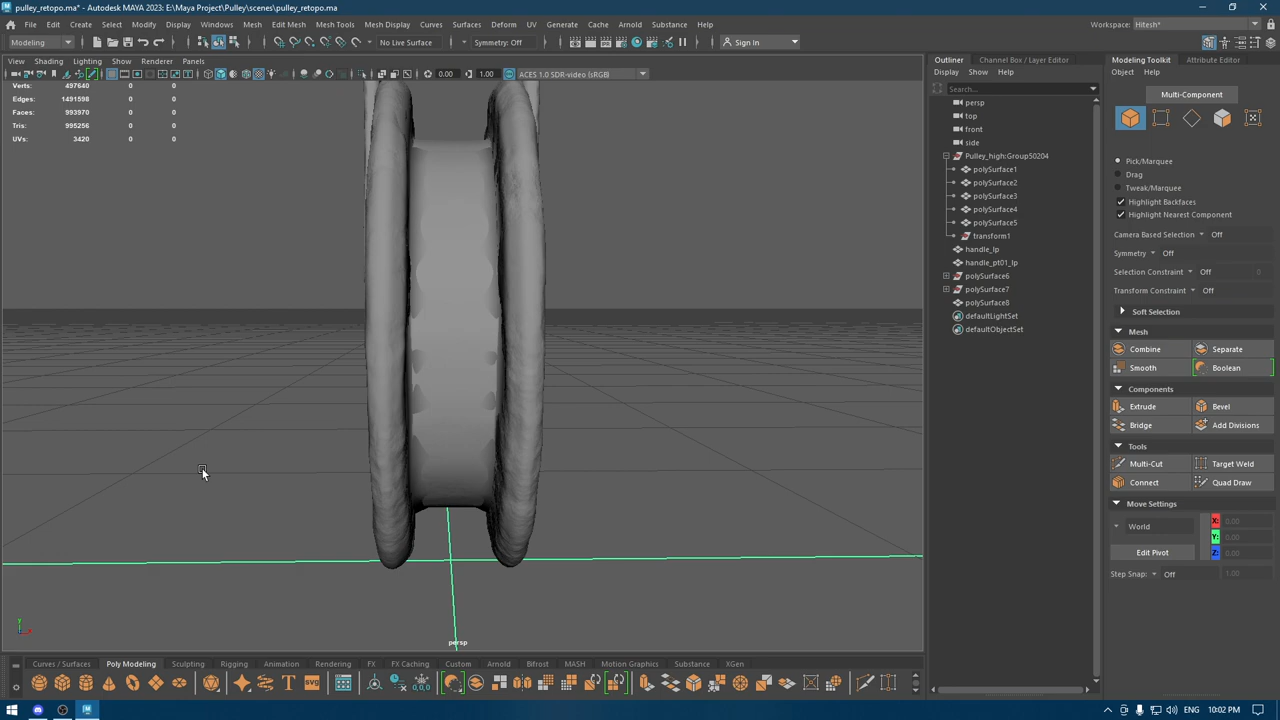 pulley_retopo.ma* - Autodesk MAYA 2023: E:\Maya Project\Pulley\scenes\pulley_retopo.ma
File Edit Create Select Modify Display Windows Mesh Edit Mesh Mesh Tools Mesh Display Curves Surfaces Deform UV Generate Cache Arnold Substance Help
Workspace: Hitesh*
Modeling
No Live Surface
Symmetry: Off
Sign In
View Shading Lighting Show Renderer Panels
0.00
1.00
ACES 1.0 SDR-video (sRGB)
Verts: 497640 0 0
Edges: 1491598 0 0
Faces: 993970 0 0
Tris: 995256 0 0
UVs: 3420 0 0
persp
Outliner
Channel Box / Layer Editor
Display Show Help
Search...
persp
top
front
side
Pulley_high:Group50204
polySurface1
polySurface2
polySurface3
polySurface4
polySurface5
transform1
handle_lp
handle_pt01_lp
polySurface6
polySurface7
polySurface8
defaultLightSet
defaultObjectSet
Modeling Toolkit
Attribute Editor
Object Help
Multi-Component
Pick/Marquee
Drag
Tweak/Marquee
Highlight Backfaces
Highlight Nearest Component
Camera Based Selection Off
Symmetry Off
Selection Constraint Off 0
Transform Constraint Off
Soft Selection
Mesh
Combine Separate
Smooth Boolean
Components
Extrude Bevel
Bridge Add Divisions
Tools
Multi-Cut Target Weld
Connect Quad Draw
Move Settings
World
X: 0.00
Y: 0.00
Z: 0.00
Edit Pivot
Step Snap: Off 1.00
Curves / Surfaces Poly Modeling Sculpting Rigging Animation Rendering FX FX Caching Custom Arnold Bifrost MASH Motion Graphics Substance XGen
ENG 10:02 PM